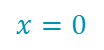 x = 0